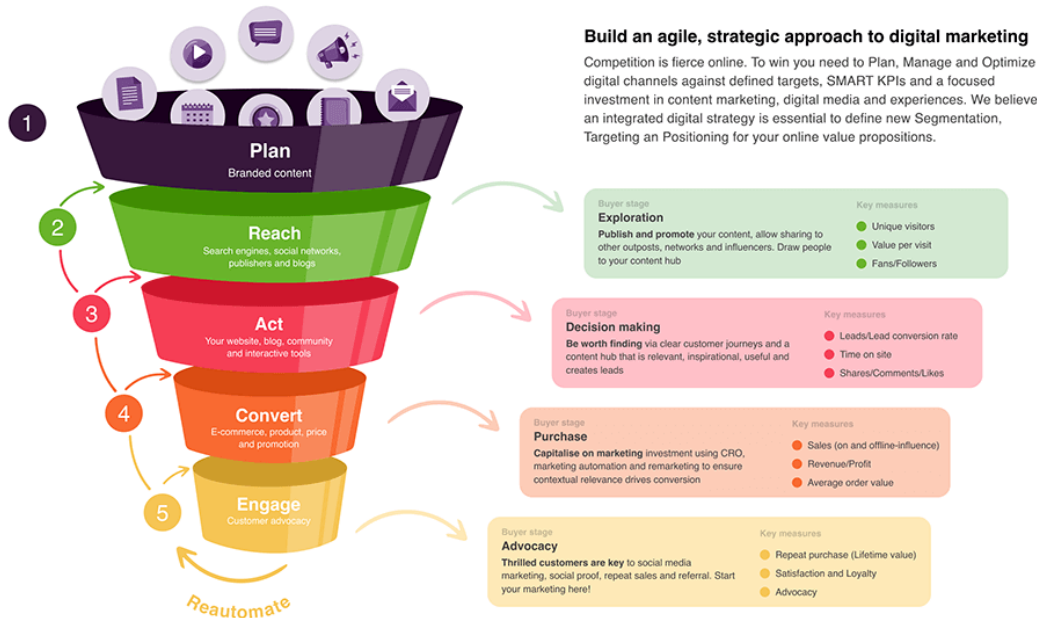 Build an agile, strategic approach to digital marketing
Competition is fierce online. To win you need to Plan, Manage and Optimize
digital channels against defined targets, SMART KPIs and a focused
investment in content marketing, digital media and experiences. We believe
an integrated digital strategy is essential to define new Segmentation,
Targeting an Positioning for your online value propositions.
1
Plan
Branded content
2
Reach
Search engines, social networks,
publishers and blogs
Buyer stage
Exploration
Publish and promote your content, allow sharing to
other outposts, networks and influencers. Draw people
to your content hub
Key measures
Unique visitors
Value per visit
Fans/Followers
3
Act
Your website, blog, community
and interactive tools
Buyer stage
Decision making
Be worth finding via clear customer journeys and a
content hub that is relevant, inspirational, useful and
creates leads
Key measures
Leads/Lead conversion rate
Time on site
Shares/Comments/Likes
4
Convert
E-commerce, product, price
and promotion
Buyer stage
Purchase
Capitalise on marketing investment using CRO,
marketing automation and remarketing to ensure
contextual relevance drives conversion
Key measures
Sales (on and offline-influence)
Revenue/Profit
Average order value
5
Engage
Customer advocacy
Buyer stage
Advocacy
Thrilled customers are key to social media
marketing, social proof, repeat sales and referral. Start
your marketing here!
Key measures
Repeat purchase (Lifetime value)
Satisfaction and Loyalty
Advocacy
Reautomate